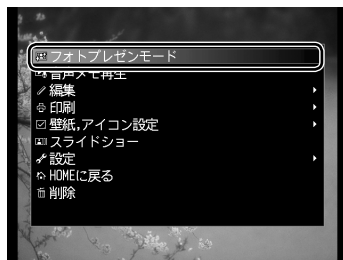 フォトプレゼンモード
音声メモ再生
編集
印刷
壁紙,アイコン設定
スライドショー
設定
HOMEに戻る
削除